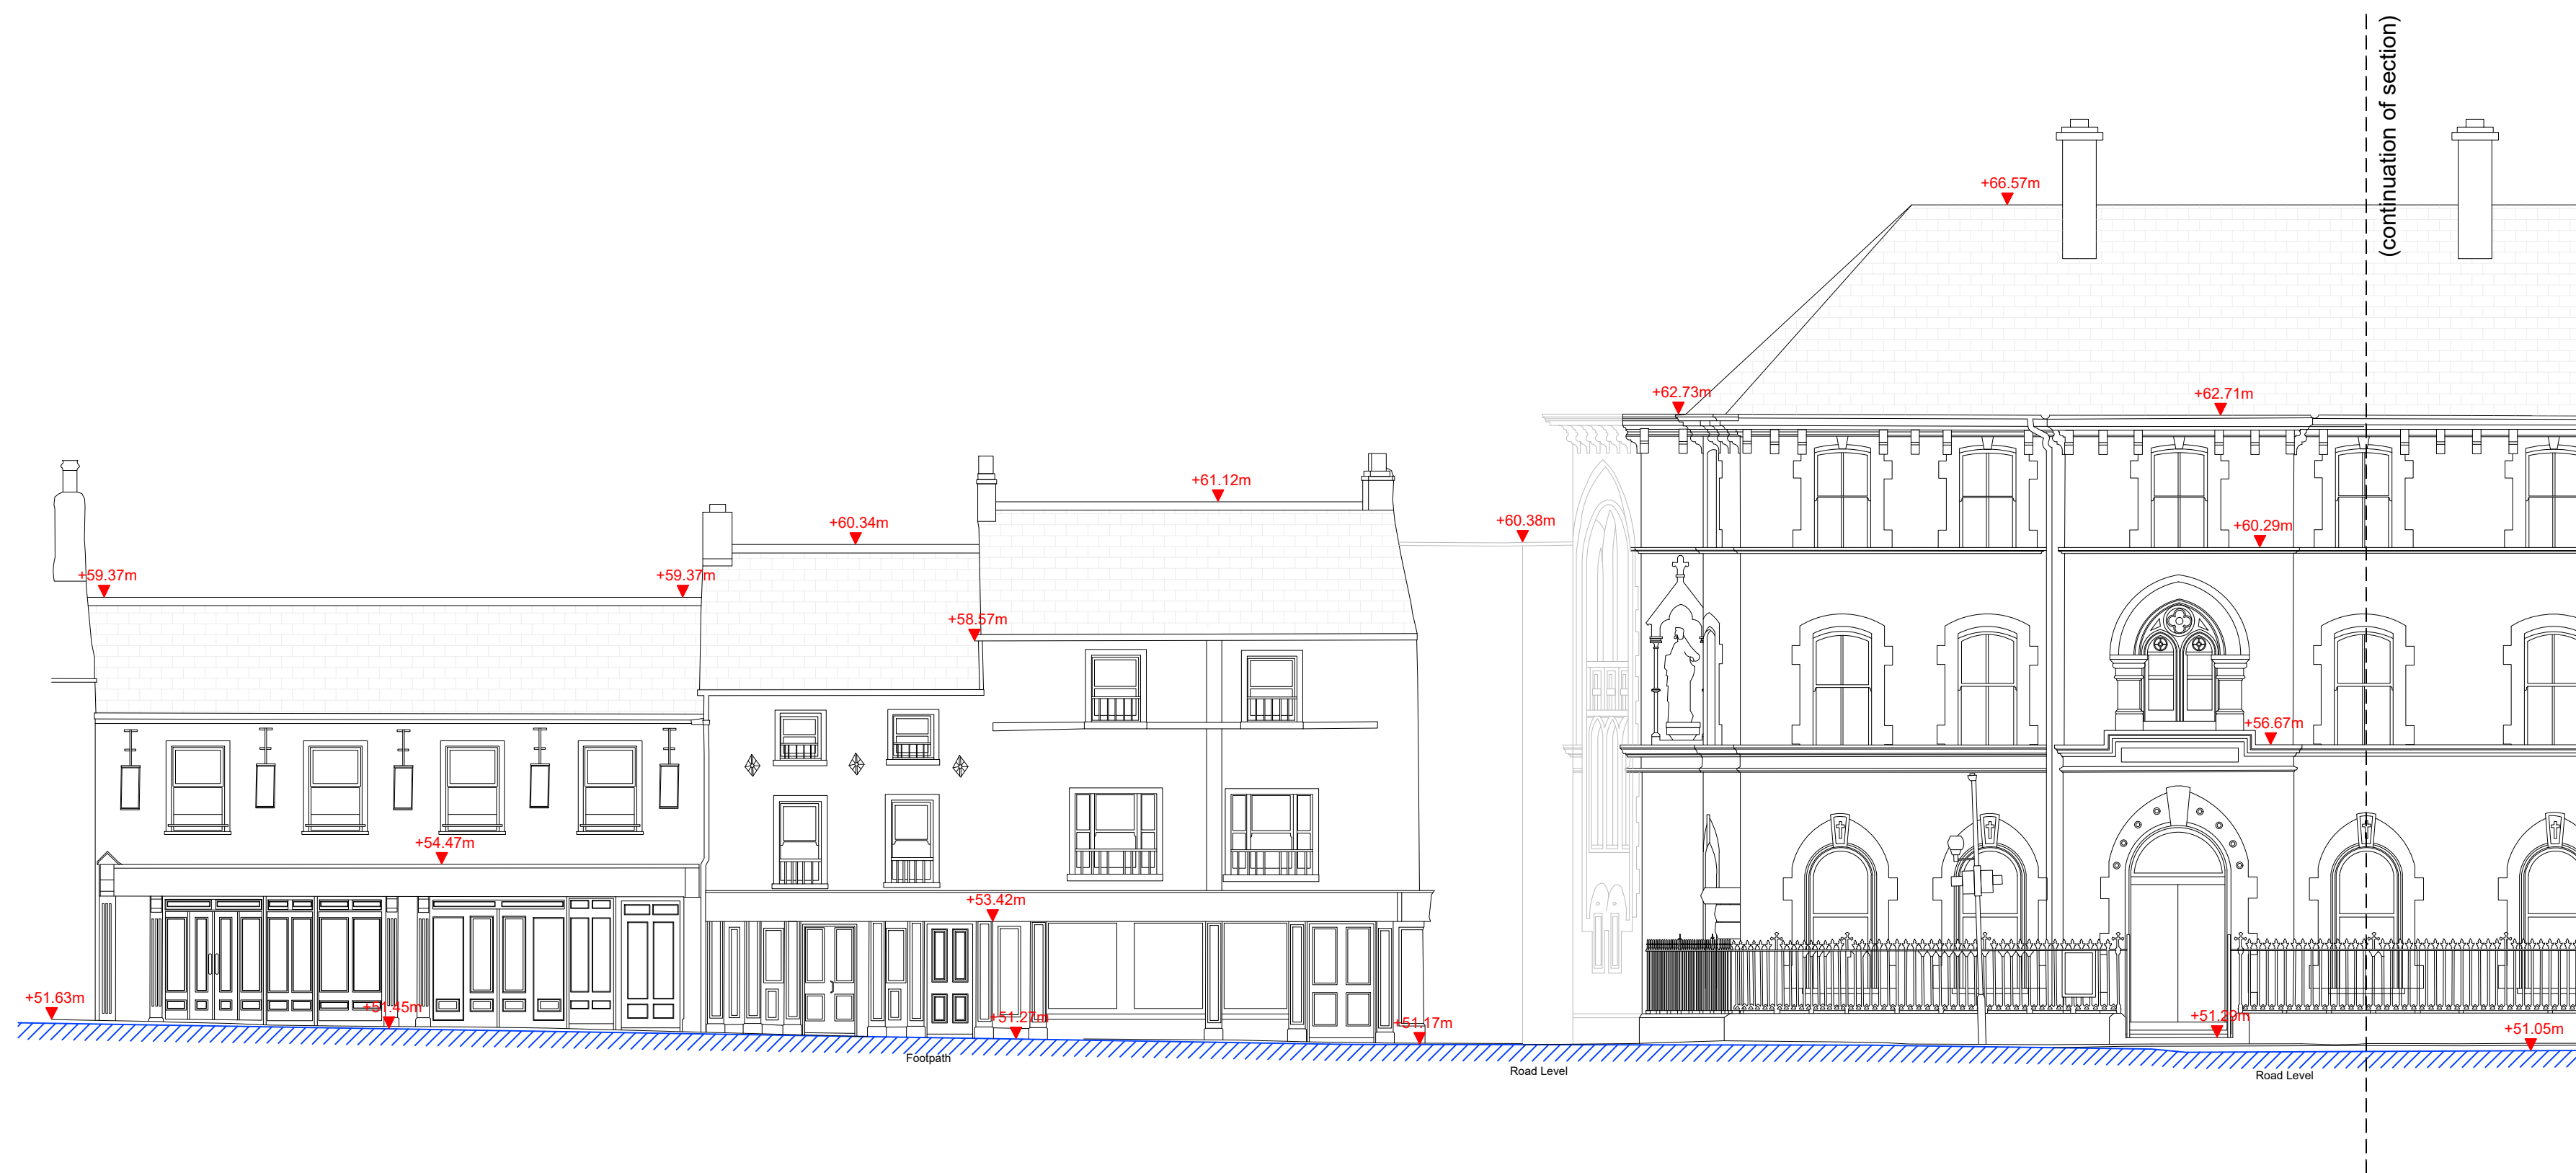 (continuation of section)
+66.57m
+62.73m
+62.71m
+61.12m
+60.34m
+60.38m
+60.29m
+59.37m
+59.37m
+58.57m
+56.67m
+54.47m
+53.42m
+51.63m
+51.45m
+51.27m
+51.17m
+51.29m
+51.05m
Footpath
Road Level
Road Level